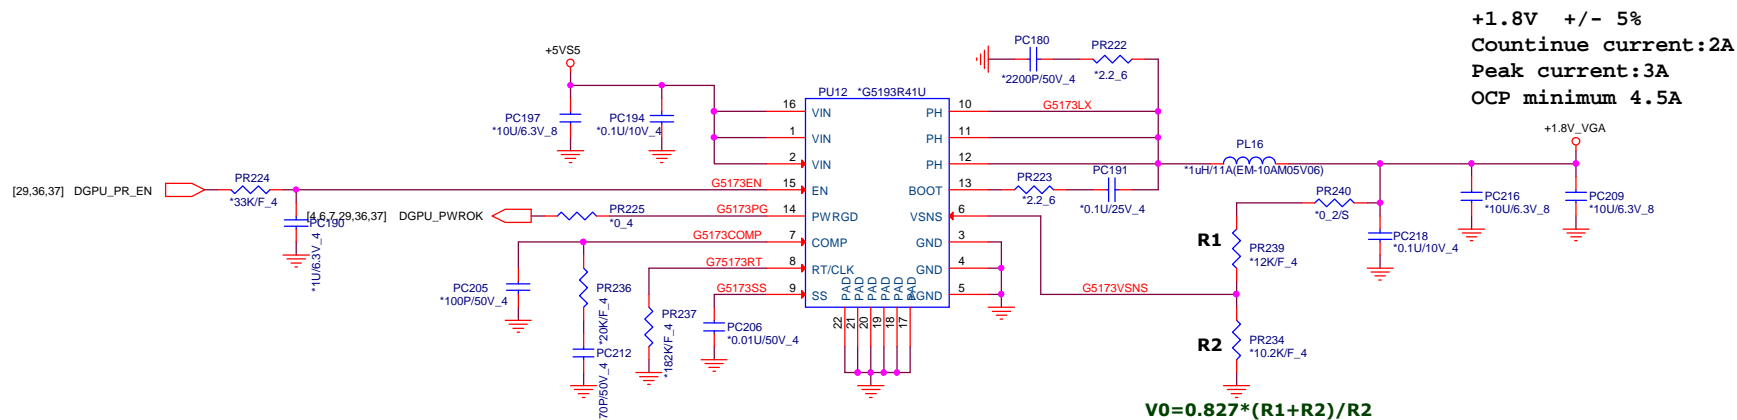 +1.8V +/- 5%
Countinue current:2A
Peak current:3A
OCP minimum 4.5A
+5VS5
PC197
*10U/6.3V_8
PC194
*0.1U/10V_4
PC180
*2200P/50V_4
PR222
*2.2_6
PU12 *G5193R41U
16 VIN
1 VIN
2 VIN
15 EN
14 PWRGD
7 COMP
8 RT/CLK
9 SS
PH 10
PH 11
PH 12
BOOT 13
VSNS 6
GND 3
GND 4
AGND 5
PAD PAD PAD PAD PAD PAD
22 21 20 19 18 17
G5173LX
[29,36,37] DGPU_PR_EN
PR224
*33K/F_4
G5173EN
PC190
*1U/6.3V_4
[4,6,7,29,36,37] DGPU_PWROK
PR225
*0_4
G5173PG
G5173COMP
PC205
*100P/50V_4
PR236
*20K/F_4
PC212
70P/50V_4
G75173RT
PR237
*182K/F_4
G5173SS
PC206
*0.01U/50V_4
PR223
*2.2_6
PC191
*0.1U/25V_4
PL16
*1uH/11A(EM-10AM05V06)
+1.8V_VGA
PR240
*0_2/S
PC216
*10U/6.3V_8
PC209
*10U/6.3V_8
PC218
*0.1U/10V_4
R1
PR239
*12K/F_4
G5173VSNS
R2
PR234
*10.2K/F_4
V0=0.827*(R1+R2)/R2